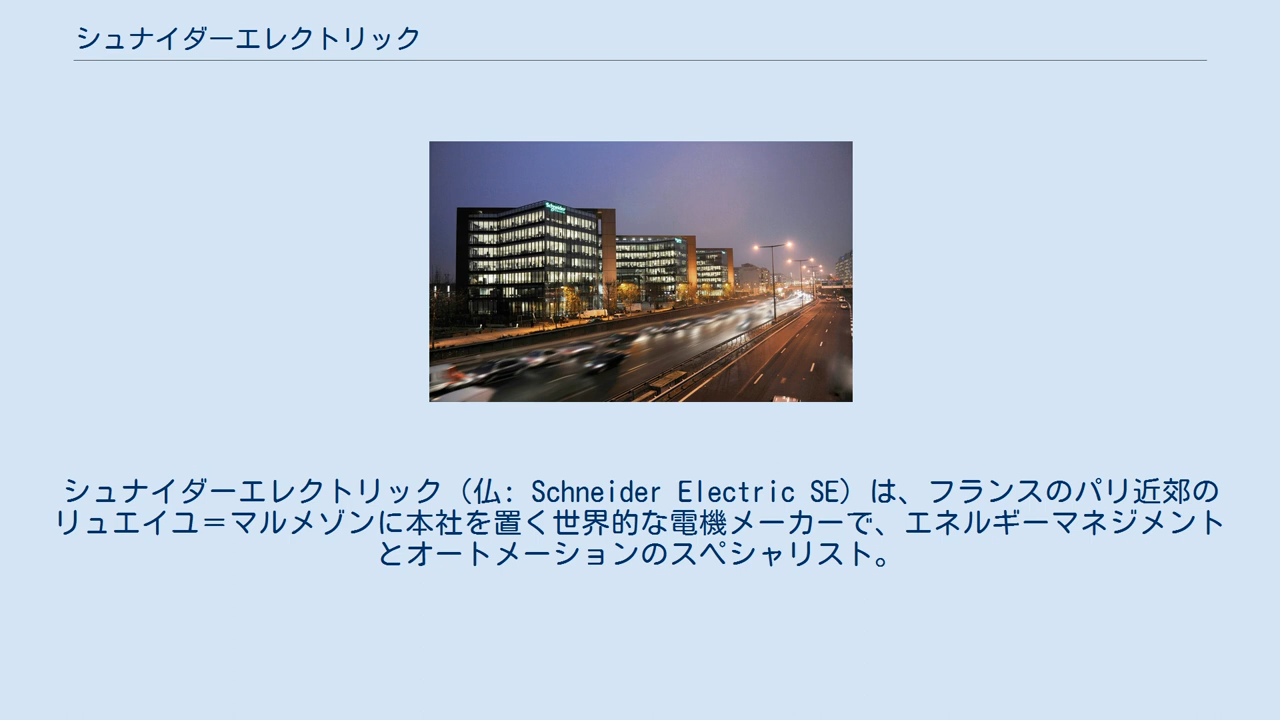 シュナイダーエレクトリック
Schneider
シュナイダーエレクトリック（仏: Schneider Electric SE）は、フランスのパリ近郊の
リュエイユ＝マルメゾンに本社を置く世界的な電機メーカーで、エネルギーマネジメント
とオートメーションのスペシャリスト。